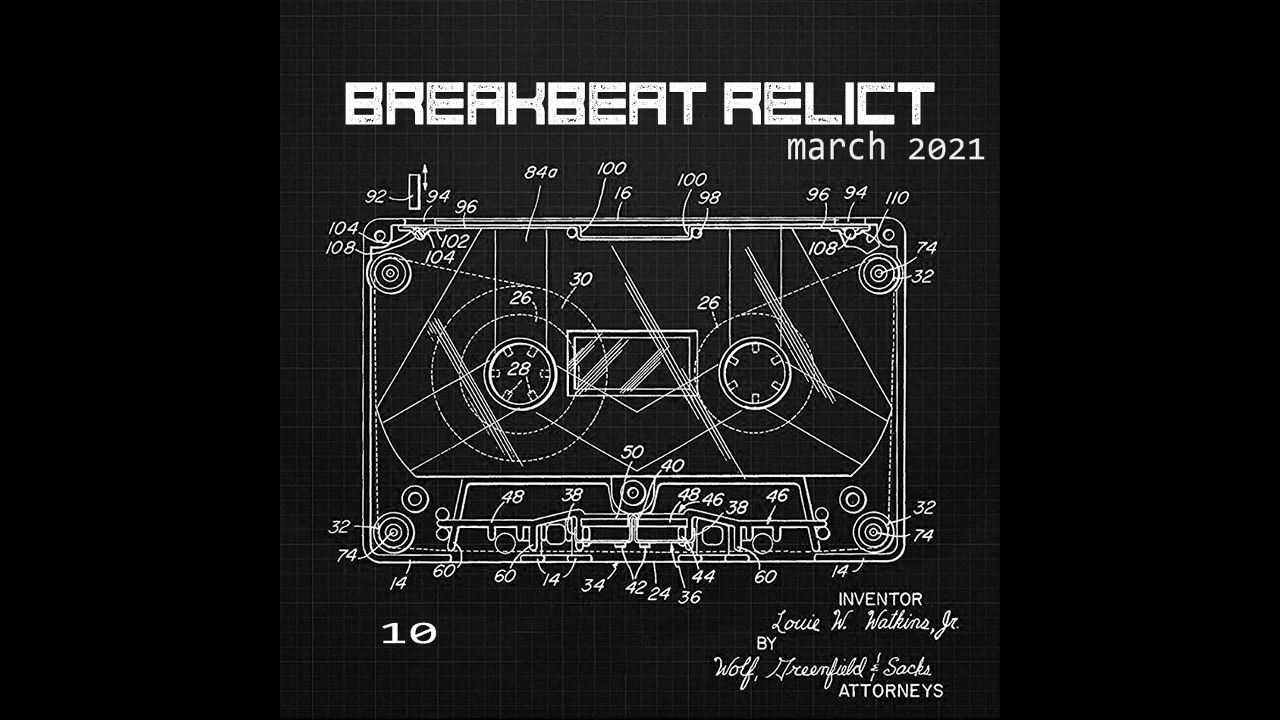 BREAKBEAT RELICT
march 2021
84a 100 100
92 94 96 16 98 96 94 110
104 102 108
108 104 74
32
30
26 26
28
50
40
48 38 48 46 38 46
32 32
74 74
14 60 60 14 34 42 24 36 44 60 14
INVENTOR
Louie W. Watkins, Jr.
10
BY
Wolf, Greenfield & Sacks
ATTORNEYS